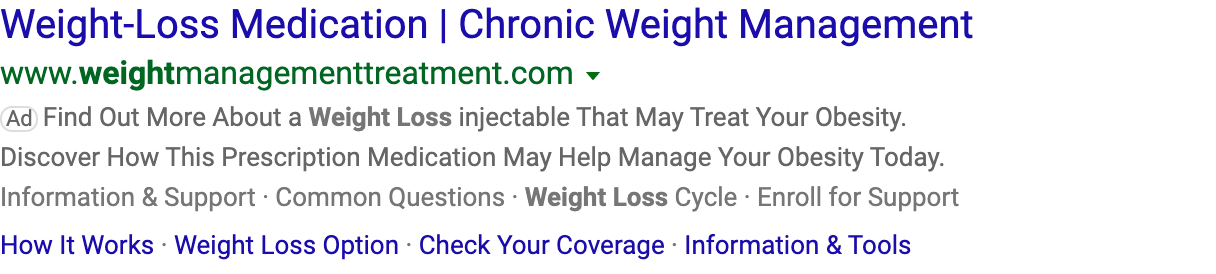 Weight-Loss Medication | Chronic Weight Management
www.weightmanagementtreatment.com
Ad Find Out More About a Weight Loss injectable That May Treat Your Obesity.
Discover How This Prescription Medication May Help Manage Your Obesity Today.
Information & Support · Common Questions · Weight Loss Cycle · Enroll for Support
How It Works · Weight Loss Option · Check Your Coverage · Information & Tools